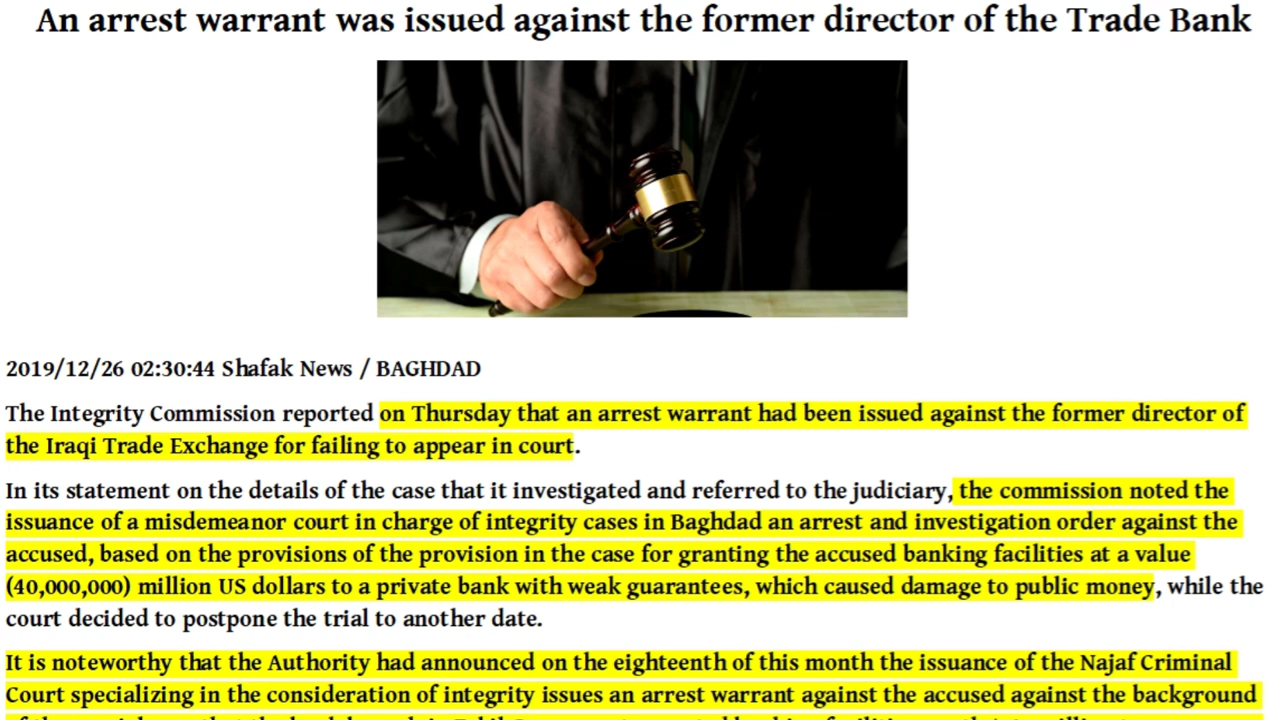 An arrest warrant was issued against the former director of the Trade Bank
2019/12/26 02:30:44 Shafak News / BAGHDAD
The Integrity Commission reported on Thursday that an arrest warrant had been issued against the former director of
the Iraqi Trade Exchange for failing to appear in court.
In its statement on the details of the case that it investigated and referred to the judiciary, the commission noted the
issuance of a misdemeanor court in charge of integrity cases in Baghdad an arrest and investigation order against the
accused, based on the provisions of the provision in the case for granting the accused banking facilities at a value
(40,000,000) million US dollars to a private bank with weak guarantees, which caused damage to public money, while the
court decided to postpone the trial to another date.
It is noteworthy that the Authority had announced on the eighteenth of this month the issuance of the Najaf Criminal
Court specializing in the consideration of integrity issues an arrest warrant against the accused against the background